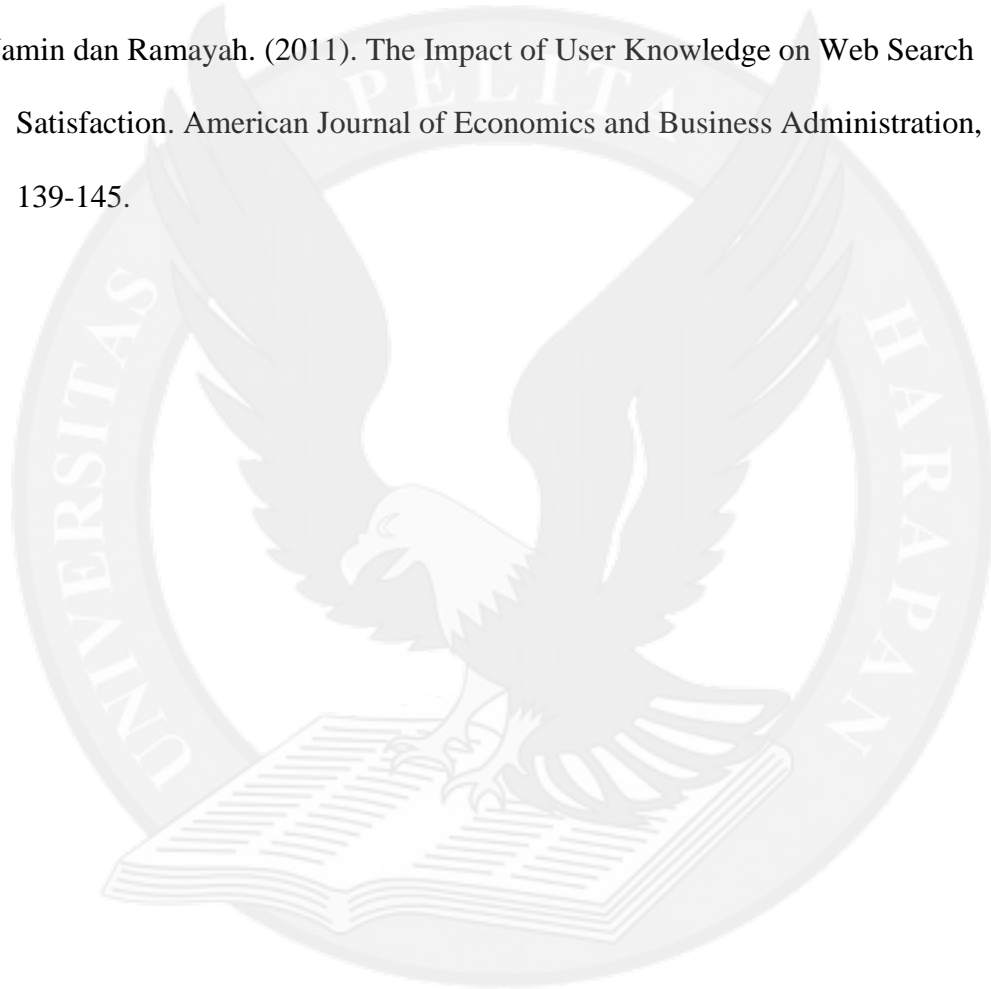 dan Ramayah. (2011). The Impact of User Knowledge on Web Search
Satisfaction. American Journal of Economics and Business Administration,
139-145.
UNIVERSITAS PELITA HARAPAN